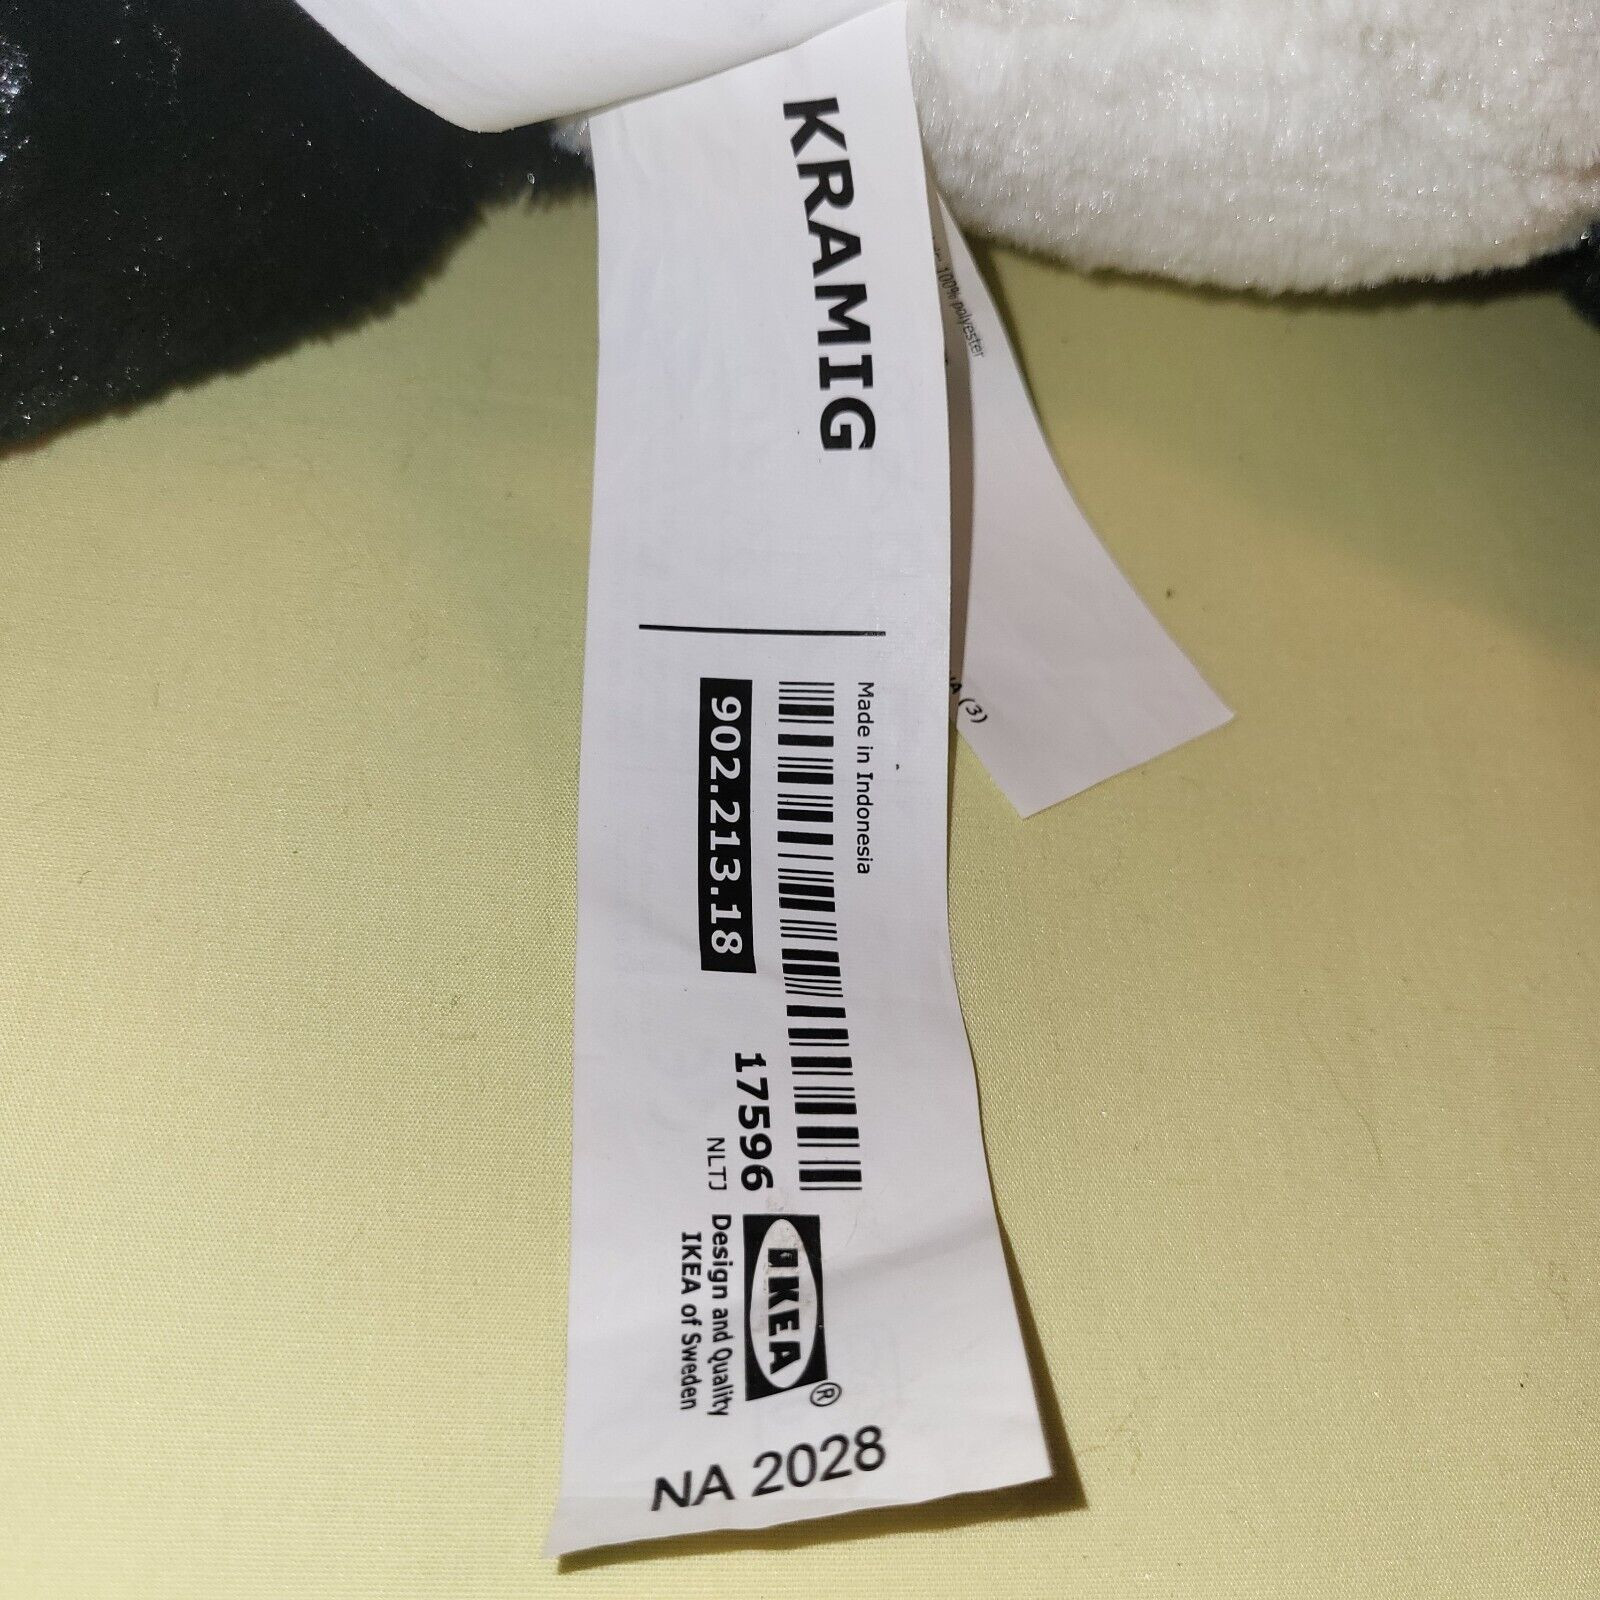 KRAMIG
Made in Indonesia
902.213.18
17596
NLTJ
IKEA®
Design and Quality
IKEA of Sweden
NA 2028
100% polyester
(3)